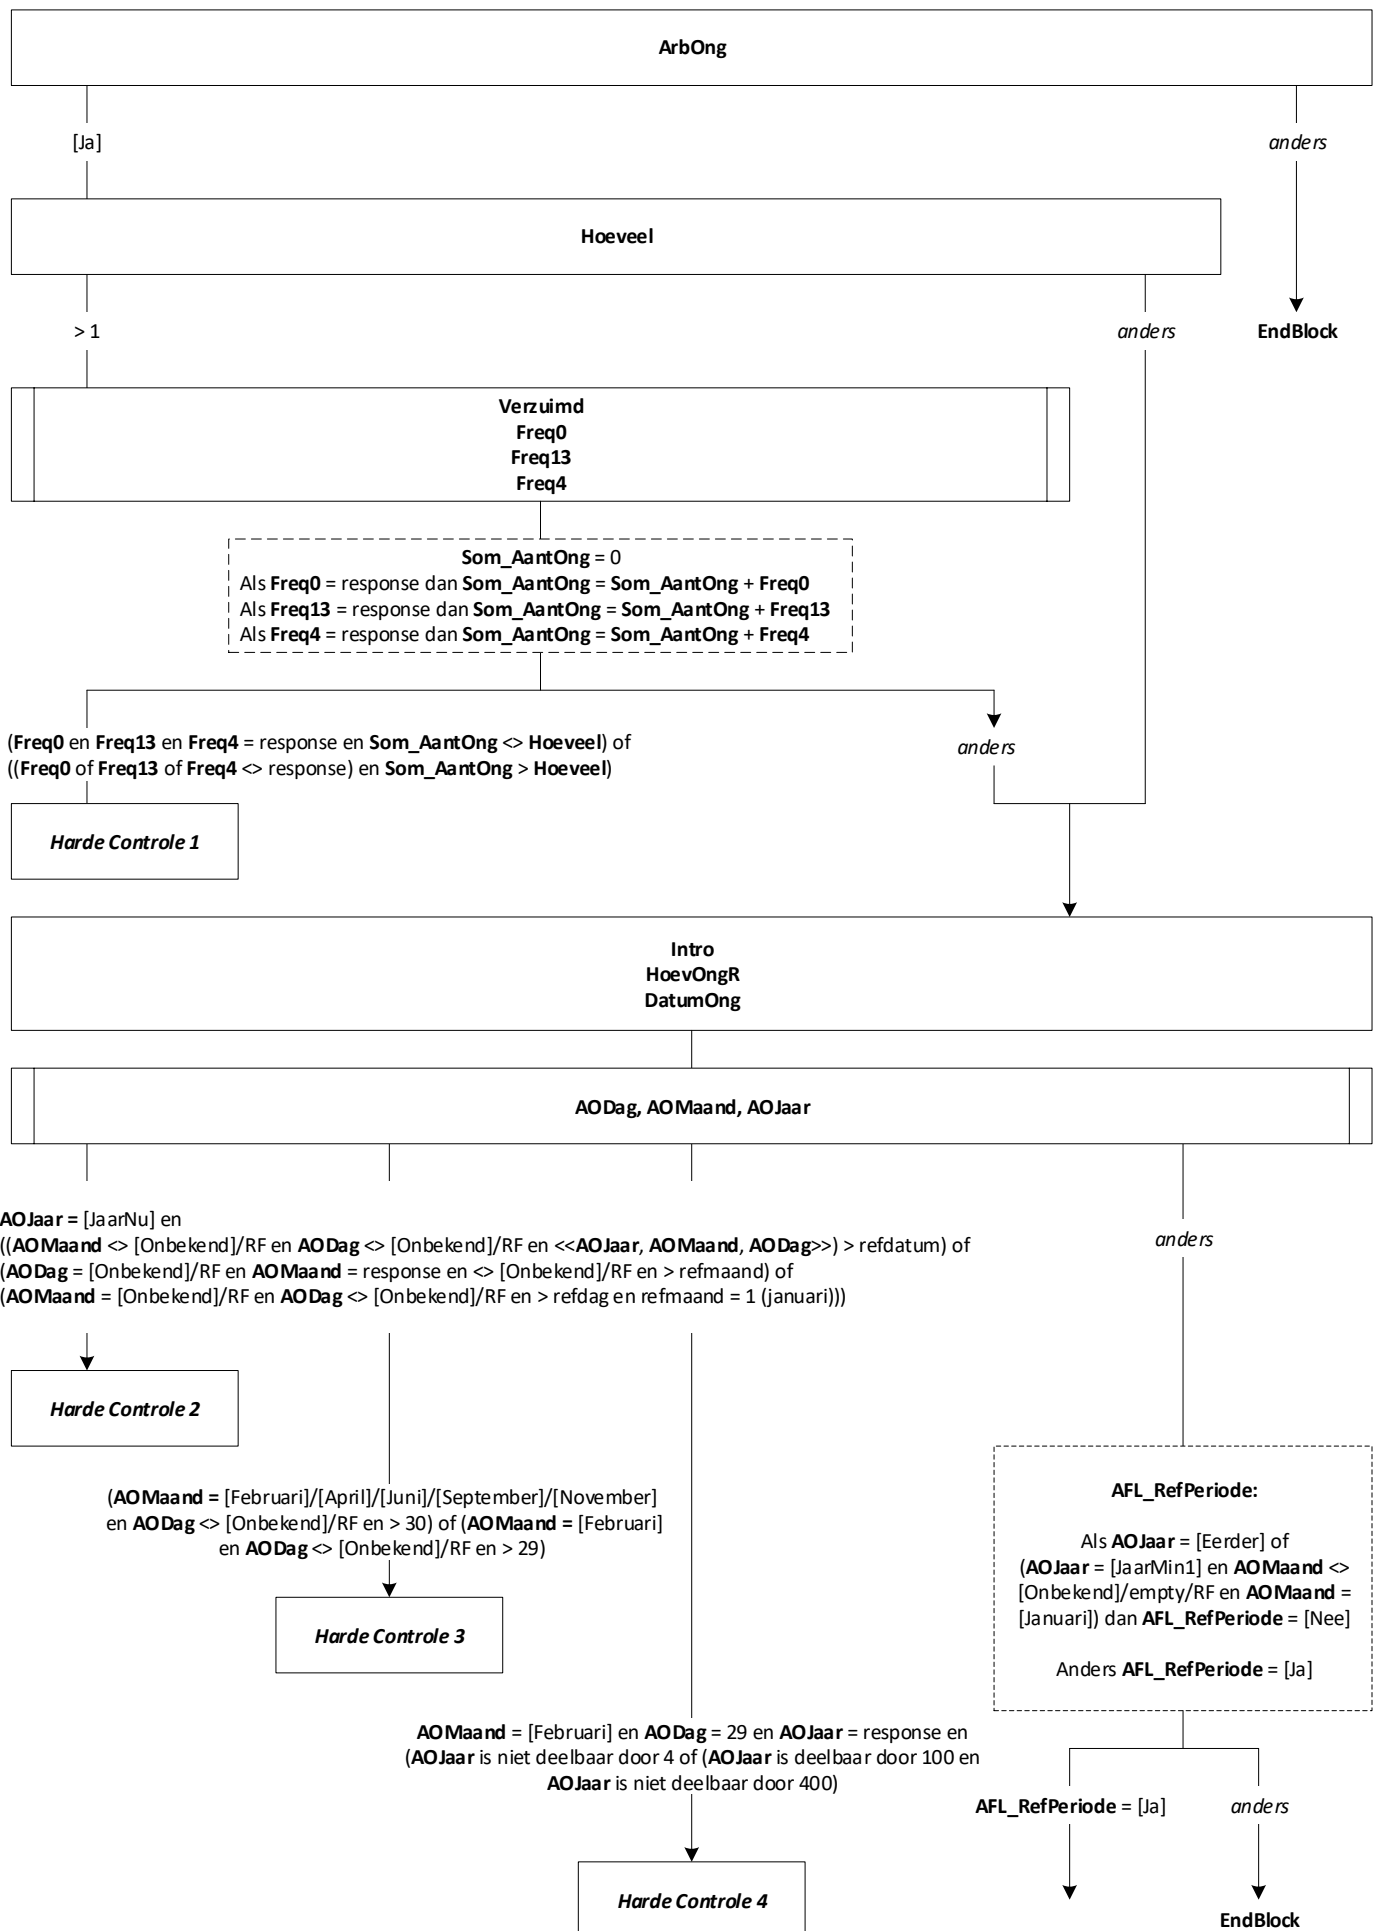 ArbOng
[Ja]
anders
Hoeveel
> 1
anders
EndBlock
Verzuimd
Freq0
Freq13
Freq4
Som_AantOng = 0
Als Freq0 = response dan Som_AantOng = Som_AantOng + Freq0
Als Freq13 = response dan Som_AantOng = Som_AantOng + Freq13
Als Freq4 = response dan Som_AantOng = Som_AantOng + Freq4
(Freq0 en Freq13 en Freq4 = response en Som_AantOng <> Hoeveel) of
((Freq0 of Freq13 of Freq4 <> response) en Som_AantOng > Hoeveel)
anders
Harde Controle 1
Intro
HoevOngR
DatumOng
AODag, AOMaand, AOJaar
AOJaar = [JaarNu] en
((AOMaand <> [Onbekend]/RF en AODag <> [Onbekend]/RF en <<AOJaar, AOMaand, AODag>>) > refdatum) of
(AODag = [Onbekend]/RF en AOMaand = response en <> [Onbekend]/RF en > refmaand) of
(AOMaand = [Onbekend]/RF en AODag <> [Onbekend]/RF en > refdag en refmaand = 1 (januari)))
anders
Harde Controle 2
(AOMaand = [Februari]/[April]/[Juni]/[September]/[November]
en AODag <> [Onbekend]/RF en > 30) of (AOMaand = [Februari]
en AODag <> [Onbekend]/RF en > 29)
Harde Controle 3
AFL_RefPeriode:
Als AOJaar = [Eerder] of
(AOJaar = [JaarMin1] en AOMaand <>
[Onbekend]/empty/RF en AOMaand =
[Januari]) dan AFL_RefPeriode = [Nee]
Anders AFL_RefPeriode = [Ja]
AOMaand = [Februari] en AODag = 29 en AOJaar = response en
(AOJaar is niet deelbaar door 4 of (AOJaar is deelbaar door 100 en
AOJaar is niet deelbaar door 400)
AFL_RefPeriode = [Ja]
anders
Harde Controle 4
EndBlock